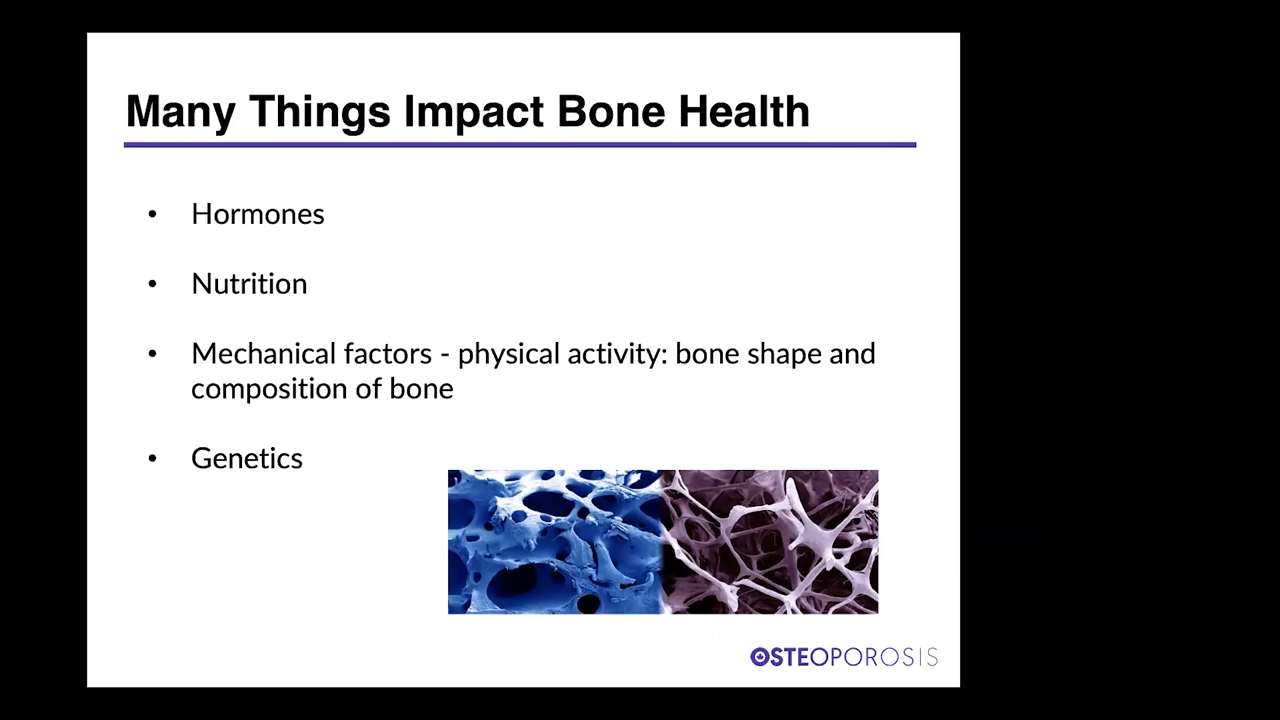 Many Things Impact Bone Health
• Hormones
• Nutrition
• Mechanical factors - physical activity: bone shape and
composition of bone
• Genetics
OSTEOPOROSIS